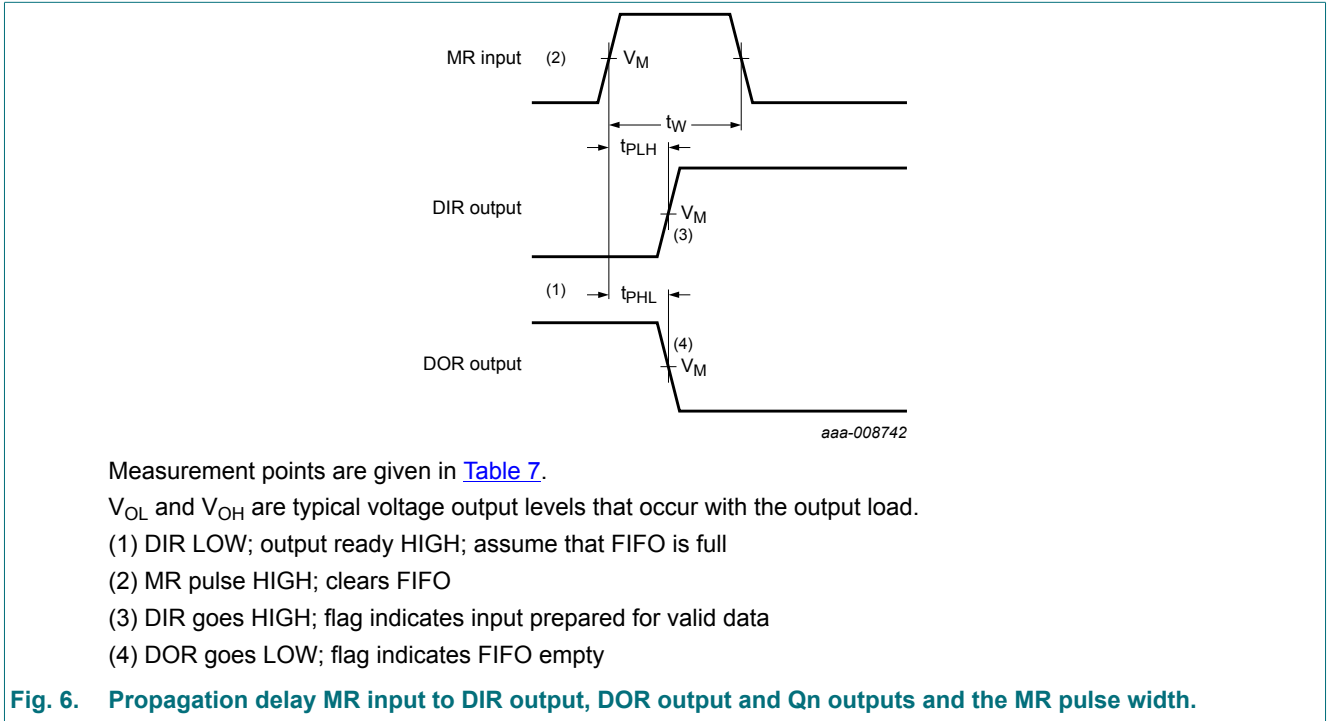 MR input (2) VM
tW
tPLH
DIR output VM
(3)
(1) tPHL
(4)
DOR output VM
aaa-008742
Measurement points are given in Table 7.
VOL and VOH are typical voltage output levels that occur with the output load.
(1) DIR LOW; output ready HIGH; assume that FIFO is full
(2) MR pulse HIGH; clears FIFO
(3) DIR goes HIGH; flag indicates input prepared for valid data
(4) DOR goes LOW; flag indicates FIFO empty
Fig. 6. Propagation delay MR input to DIR output, DOR output and Qn outputs and the MR pulse width.